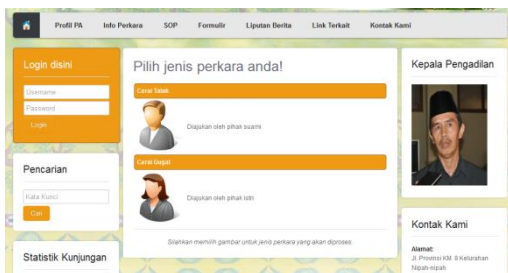 Profil PA
Info Perkara
SOP
Formulir
Liputan Berita
Link Terkait
Kontak Kami
Login disini
Username
Password
Login
Pencarian
Kata Kunci
Cari
Statistik Kunjungan
Pilih jenis perkara anda!
Cerai Talak
Diajukan oleh pihak suami
Cerai Gugat
Diajukan oleh pihak istri
Silahkan memilih gambar untuk jenis perkara yang akan diproses.
Kepala Pengadilan
Kontak Kami
Alamat:
Jl. Provinsi KM. 8 Kelurahan
Nipah-nipah